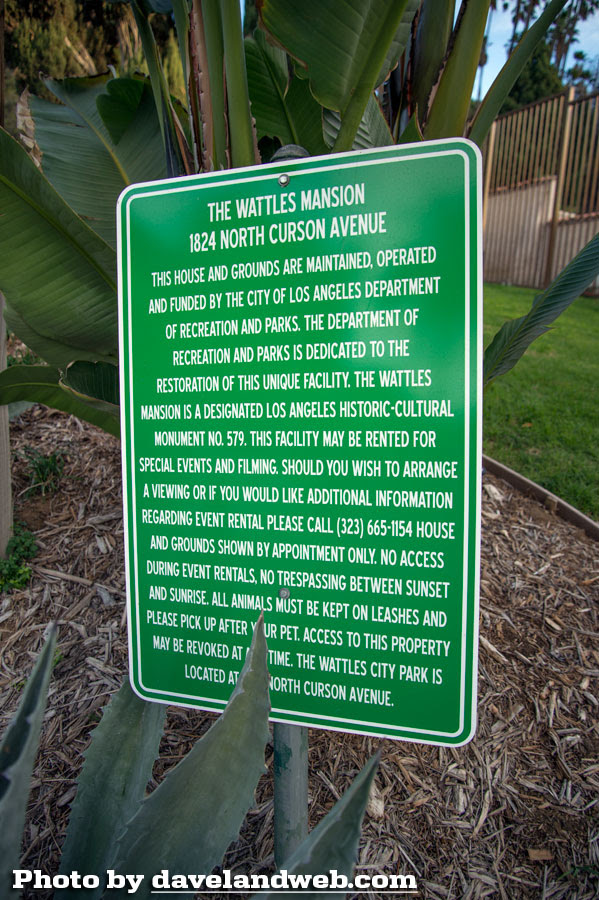 THE WATTLES MANSION
1824 NORTH CURSON AVENUE
THIS HOUSE AND GROUNDS ARE MAINTAINED, OPERATED
AND FUNDED BY THE CITY OF LOS ANGELES DEPARTMENT
OF RECREATION AND PARKS. THE DEPARTMENT OF
RECREATION AND PARKS IS DEDICATED TO THE
RESTORATION OF THIS UNIQUE FACILITY. THE WATTLES
MANSION IS A DESIGNATED LOS ANGELES HISTORIC-CULTURAL
MONUMENT NO. 579. THIS FACILITY MAY BE RENTED FOR
SPECIAL EVENTS AND FILMING. SHOULD YOU WISH TO ARRANGE
A VIEWING OR IF YOU WOULD LIKE ADDITIONAL INFORMATION
REGARDING EVENT RENTAL PLEASE CALL (323) 665-1154 HOUSE
AND GROUNDS SHOWN BY APPOINTMENT ONLY. NO ACCESS
DURING EVENT RENTALS, NO TRESPASSING BETWEEN SUNSET
AND SUNRISE. ALL ANIMALS MUST BE KEPT ON LEASHES AND
PLEASE PICK UP AFTER YOUR PET. ACCESS TO THIS PROPERTY
MAY BE REVOKED AT TIME. THE WATTLES CITY PARK IS
LOCATED AT NORTH CURSON AVENUE.
Photo by davelandweb.com